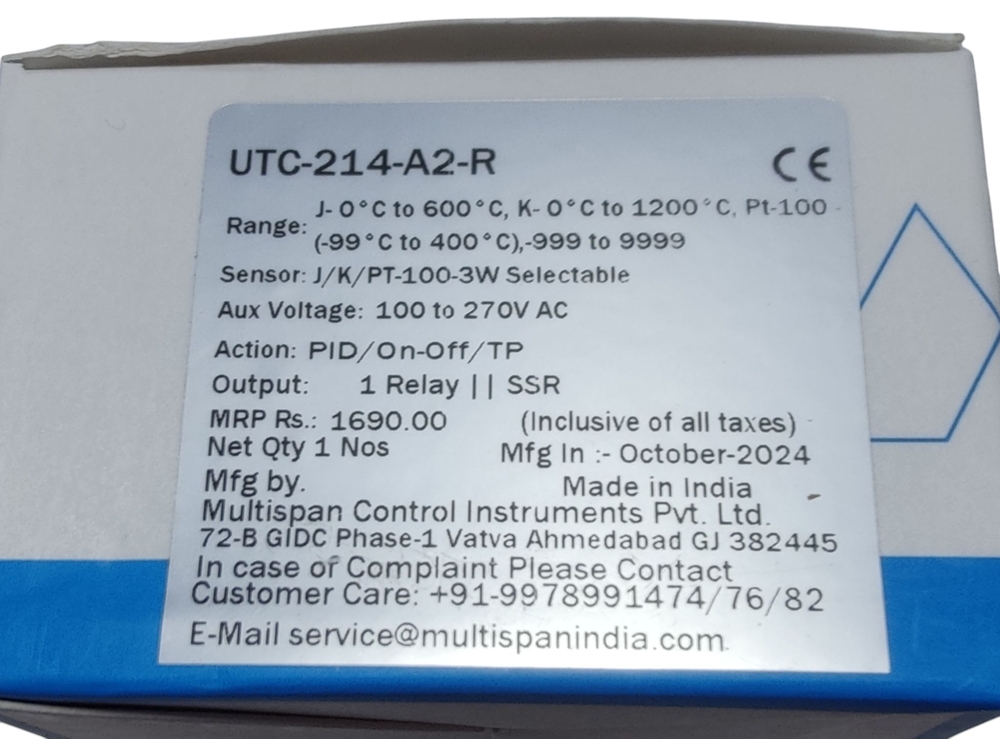 UTC-214-A2-R CE
Range: J- 0°C to 600°C, K- 0°C to 1200°C, Pt-100
(-99°C to 400°C),-999 to 9999
Sensor: J/K/PT-100-3W Selectable
Aux Voltage: 100 to 270V AC
Action: PID/On-Off/TP
Output: 1 Relay || SSR
MRP Rs.: 1690.00 (Inclusive of all taxes)
Net Qty 1 Nos Mfg In :- October-2024
Mfg by. Made in India
Multispan Control Instruments Pvt. Ltd.
72-B GIDC Phase-1 Vatva Ahmedabad GJ 382445
In case of Complaint Please Contact
Customer Care: +91-9978991474/76/82
E-Mail service@multispanindia.com.